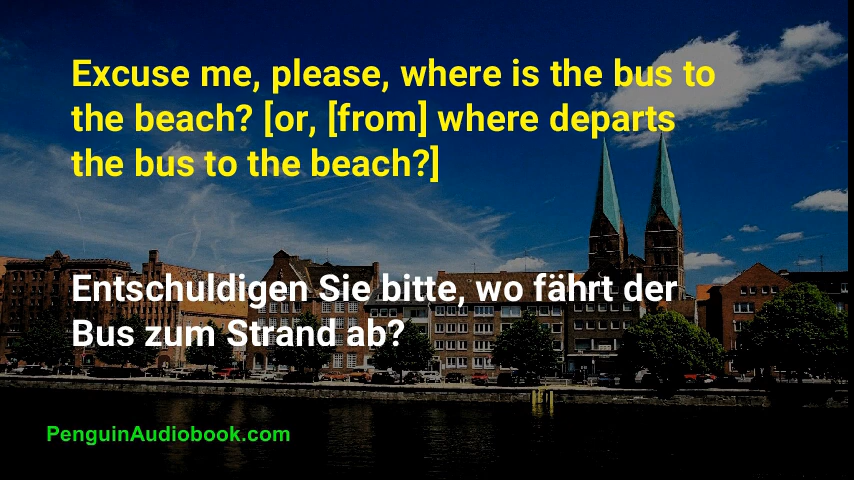 Excuse me, please, where is the bus to
the beach? [or, [from] where departs
the bus to the beach?]
Entschuldigen Sie bitte, wo fährt der
Bus zum Strand ab?
PenguinAudiobook.com